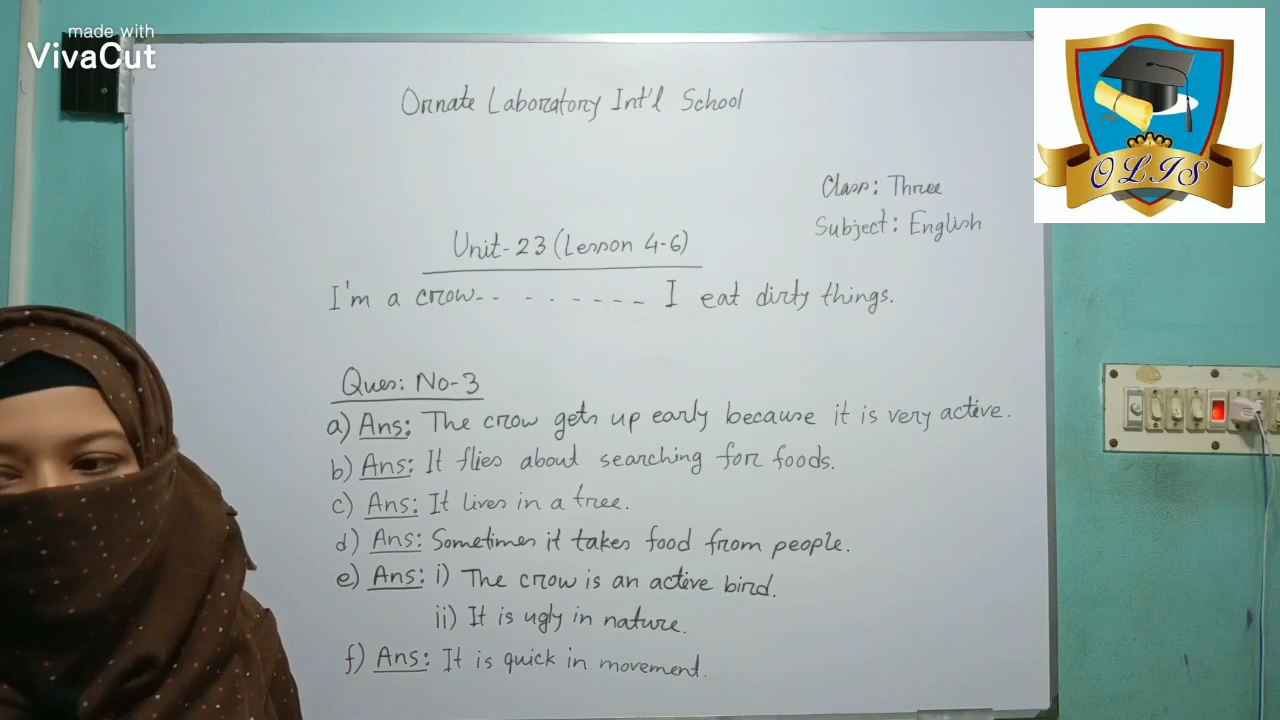 made with
VivaCut
OLIS
Ornate Laboratory Int'l School
Class: Three
Subject: English
Unit-23 (Lesson 4-6)
I'm a crow-- - - - - - - - I eat dirty things.
Ques: No-3
a) Ans: The crow gets up early because it is very active.
b) Ans: It flies about searching for foods.
c) Ans: It lives in a tree.
d) Ans: Sometimes it takes food from people.
e) Ans: i) The crow is an active bird.
ii) It is ugly in nature.
f) Ans: It is quick in movement.